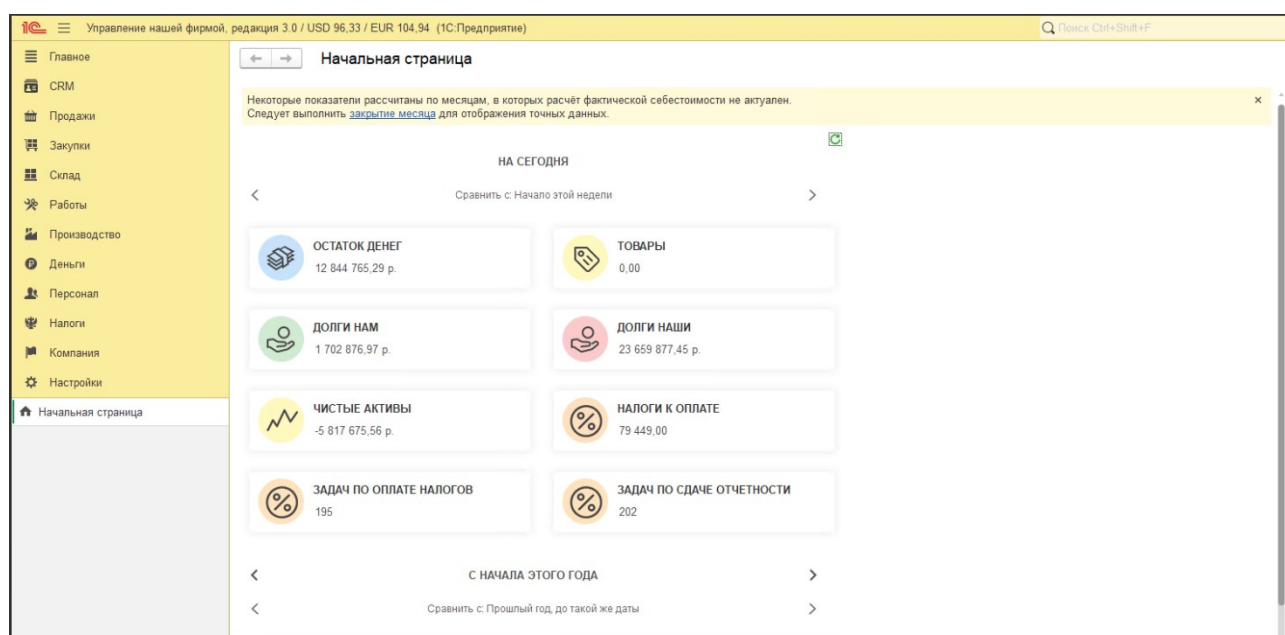 1С Управление нашей фирмой, редакция 3.0 / USD 96,33 / EUR 104,94 (1С:Предприятие)
Поиск Ctrl+Shift+F
Главное
CRM
Продажи
Закупки
Склад
Работы
Производство
Деньги
Персонал
Налоги
Компания
Настройки
Начальная страница
Начальная страница
Некоторые показатели рассчитаны по месяцам, в которых расчёт фактической себестоимости не актуален.
Следует выполнить закрытие месяца для отображения точных данных.
НА СЕГОДНЯ
Сравнить с: Начало этой недели
ОСТАТОК ДЕНЕГ
12 844 765,29 р.
ТОВАРЫ
0,00
ДОЛГИ НАМ
1 702 876,97 р.
ДОЛГИ НАШИ
23 659 877,45 р.
ЧИСТЫЕ АКТИВЫ
-5 817 675,56 р.
НАЛОГИ К ОПЛАТЕ
79 449,00
ЗАДАЧ ПО ОПЛАТЕ НАЛОГОВ
195
ЗАДАЧ ПО СДАЧЕ ОТЧЕТНОСТИ
202
С НАЧАЛА ЭТОГО ГОДА
Сравнить с: Прошлый год, до такой же даты